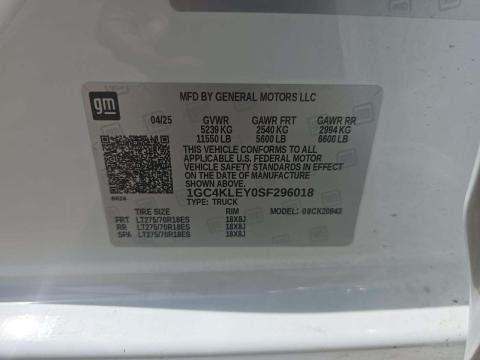 gm
MFD BY GENERAL MOTORS LLC
04/25 GVWR GAWR FRT GAWR RR
5239 KG 2540 KG 2994 KG
11550 LB 5600 LB 6600 LB
THIS VEHICLE CONFORMS TO ALL
APPLICABLE U.S. FEDERAL MOTOR
VEHICLE SAFETY STANDARDS IN EFFECT
ON THE DATE OF MANUFACTURE
SHOWN ABOVE.
1GC4KLEY0SF296018
TYPE: TRUCK
TIRE SIZE RIM MODEL:
FRT LT275/70R18ES 18X8J
RR LT275/70R18ES 18X8J
SPA LT275/70R18ES 18X8J